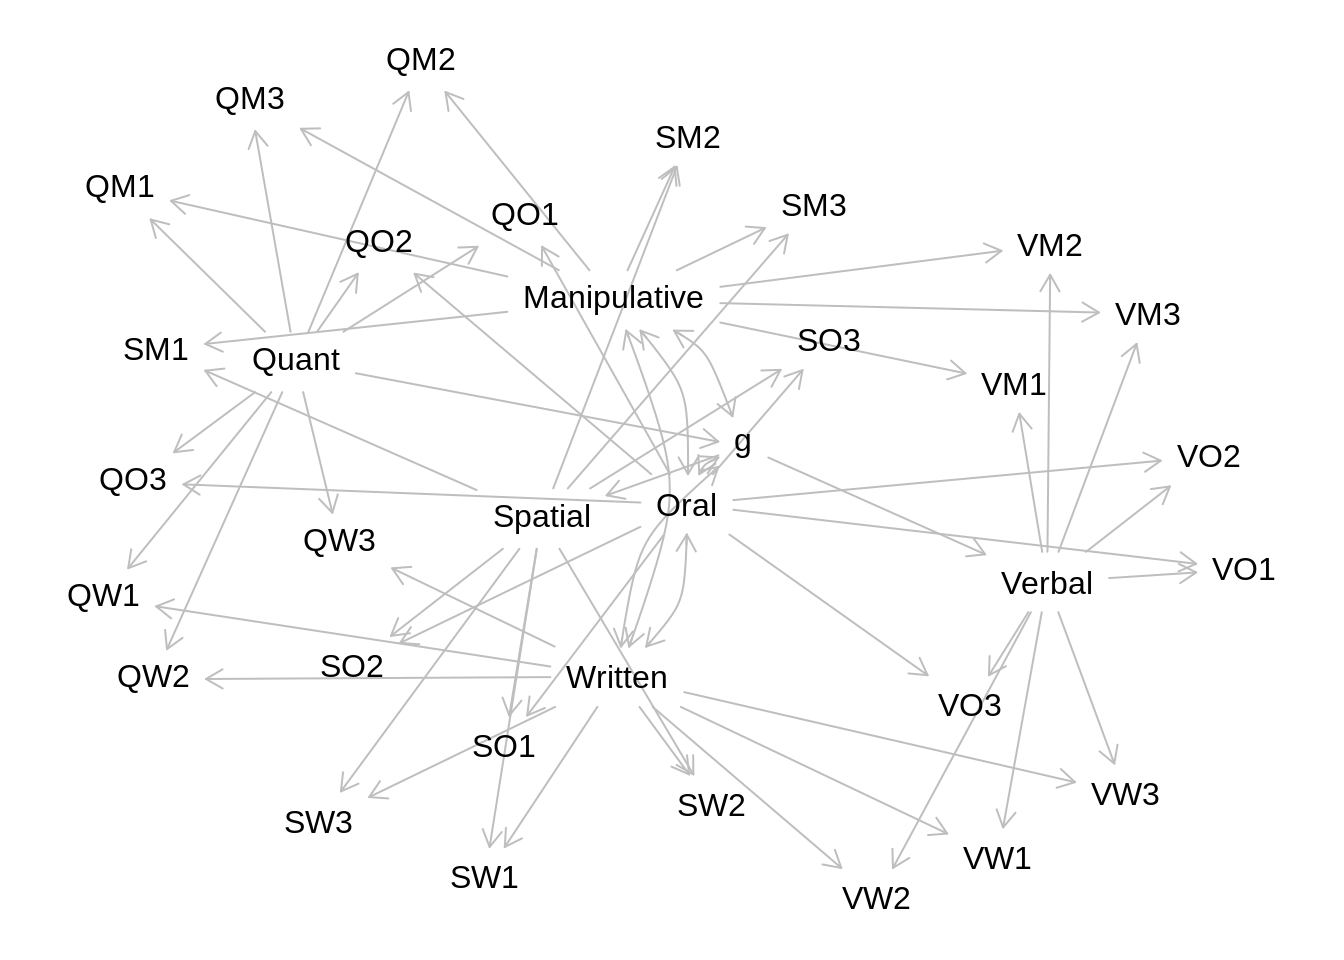 QM2
QM3
SM2
QM1
SM3
QO1
QO2
VM2
Manipulative
VM3
SO3
SM1
Quant
VM1
g
VO2
QO3
Oral
Spatial
QW3
VO1
Verbal
QW1
SO2
QW2
Written
VO3
SO1
VW3
SW2
SW3
VW1
SW1
VW2